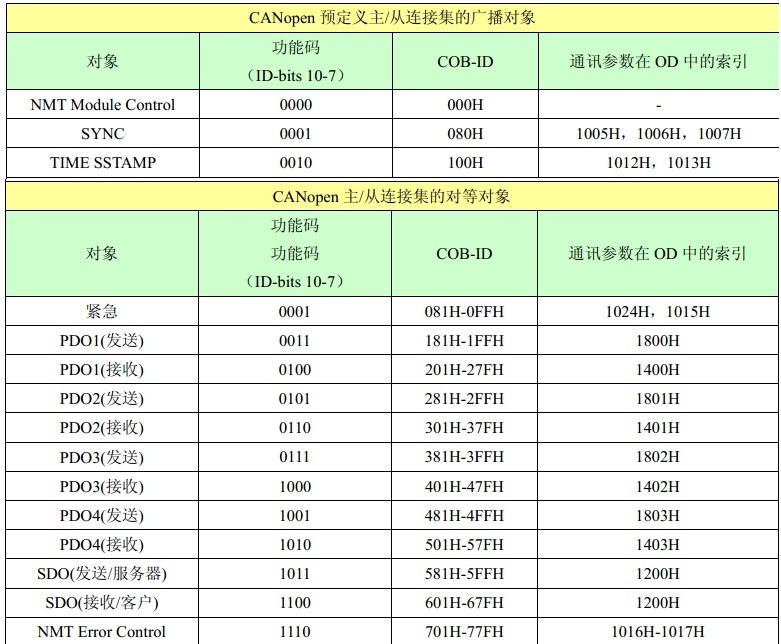 CANopen 预定义主/从连接集的广播对象
对象 功能码 (ID-bits 10-7) COB-ID 通讯参数在 OD 中的索引
NMT Module Control 0000 000H -
SYNC 0001 080H 1005H，1006H，1007H
TIME SSTAMP 0010 100H 1012H，1013H
CANopen 主/从连接集的对等对象
对象 功能码 功能码 (ID-bits 10-7) COB-ID 通讯参数在 OD 中的索引
紧急 0001 081H-0FFH 1024H，1015H
PDO1(发送) 0011 181H-1FFH 1800H
PDO1(接收) 0100 201H-27FH 1400H
PDO2(发送) 0101 281H-2FFH 1801H
PDO2(接收) 0110 301H-37FH 1401H
PDO3(发送) 0111 381H-3FFH 1802H
PDO3(接收) 1000 401H-47FH 1402H
PDO4(发送) 1001 481H-4FFH 1803H
PDO4(接收) 1010 501H-57FH 1403H
SDO(发送/服务器) 1011 581H-5FFH 1200H
SDO(接收/客户) 1100 601H-67FH 1200H
NMT Error Control 1110 701H-77FH 1016H-1017H